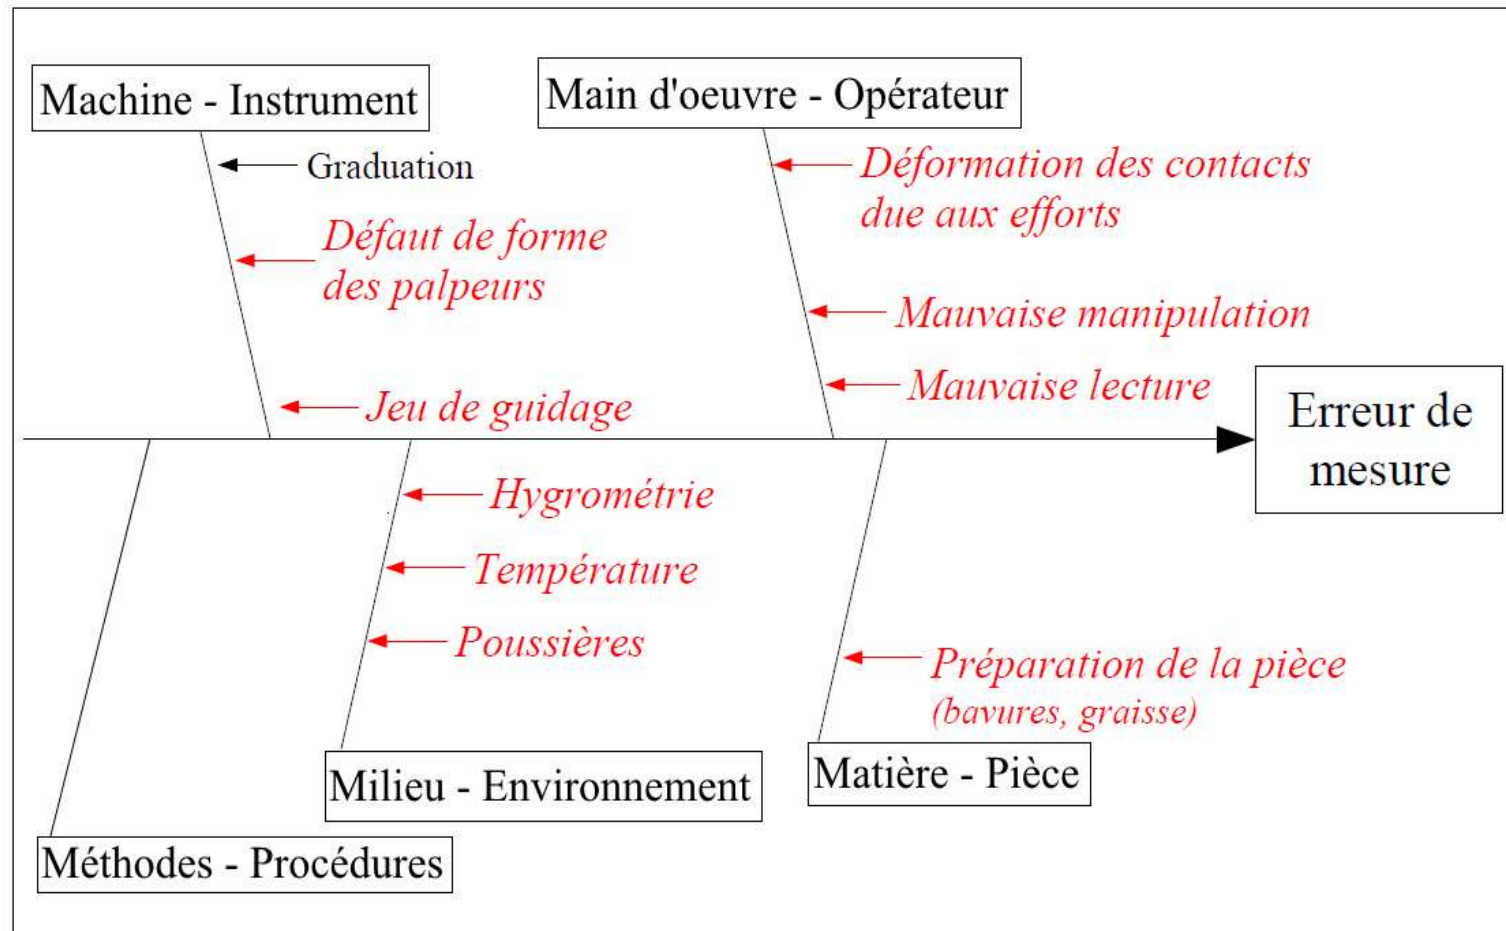 Machine - Instrument
Main d'oeuvre - Opérateur
Graduation
Défaut de forme
des palpeurs
Jeu de guidage
Déformation des contacts
due aux efforts
Mauvaise manipulation
Mauvaise lecture
Erreur de
mesure
Hygrométrie
Température
Poussières
Préparation de la pièce
(bavures, graisse)
Milieu - Environnement
Matière - Pièce
Méthodes - Procédures